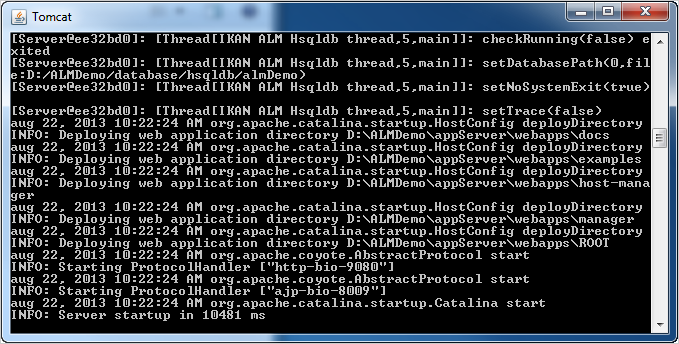 Tomcat
[Server@ee32bd0]: [Thread[IKAN ALM Hsqldb thread,5,main]]: checkRunning(false) e
xited
[Server@ee32bd0]: [Thread[IKAN ALM Hsqldb thread,5,main]]: setDatabasePath(0,fil
e:D:/ALMDemo/database/hsqldb/almDemo)
[Server@ee32bd0]: [Thread[IKAN ALM Hsqldb thread,5,main]]: setNoSystemExit(true)
[Server@ee32bd0]: [Thread[IKAN ALM Hsqldb thread,5,main]]: setTrace(false)
aug 22, 2013 10:22:24 AM org.apache.catalina.startup.HostConfig deployDirectory
INFO: Deploying web application directory D:\ALMDemo\appServer\webapps\docs
aug 22, 2013 10:22:24 AM org.apache.catalina.startup.HostConfig deployDirectory
INFO: Deploying web application directory D:\ALMDemo\appServer\webapps\examples
aug 22, 2013 10:22:24 AM org.apache.catalina.startup.HostConfig deployDirectory
INFO: Deploying web application directory D:\ALMDemo\appServer\webapps\host-mana
ger
aug 22, 2013 10:22:24 AM org.apache.catalina.startup.HostConfig deployDirectory
INFO: Deploying web application directory D:\ALMDemo\appServer\webapps\manager
aug 22, 2013 10:22:24 AM org.apache.catalina.startup.HostConfig deployDirectory
INFO: Deploying web application directory D:\ALMDemo\appServer\webapps\ROOT
aug 22, 2013 10:22:24 AM org.apache.coyote.AbstractProtocol start
INFO: Starting ProtocolHandler ["http-bio-9080"]
aug 22, 2013 10:22:24 AM org.apache.coyote.AbstractProtocol start
INFO: Starting ProtocolHandler ["ajp-bio-8009"]
aug 22, 2013 10:22:24 AM org.apache.catalina.startup.Catalina start
INFO: Server startup in 10481 ms